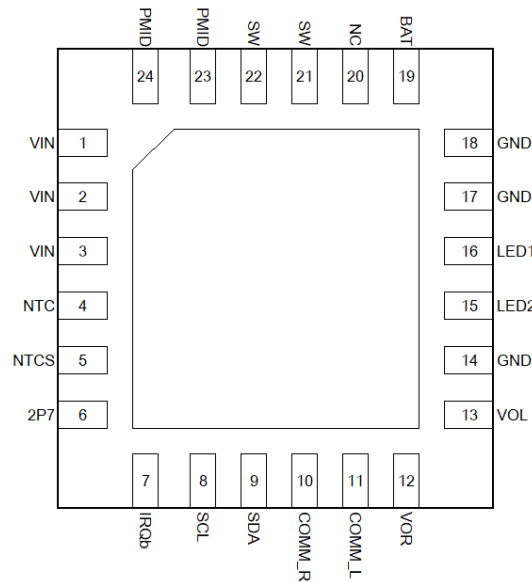 PMID
PMID
SW
SW
NC
BAT
24
23
22
21
20
19
VIN 1
VIN 2
VIN 3
NTC 4
NTCS 5
2P7 6
18 GND
17 GND
16 LED1
15 LED2
14 GND
13 VOL
7
8
9
10
11
12
IRQb
SCL
SDA
COMM_R
COMM_L
VOR